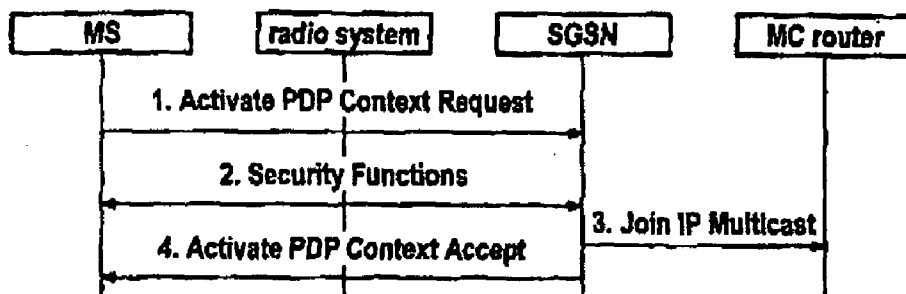 MS
radio system
SGSN
MC router
1. Activate PDP Context Request
2. Security Functions
3. Join IP Multicast
4. Activate PDP Context Accept